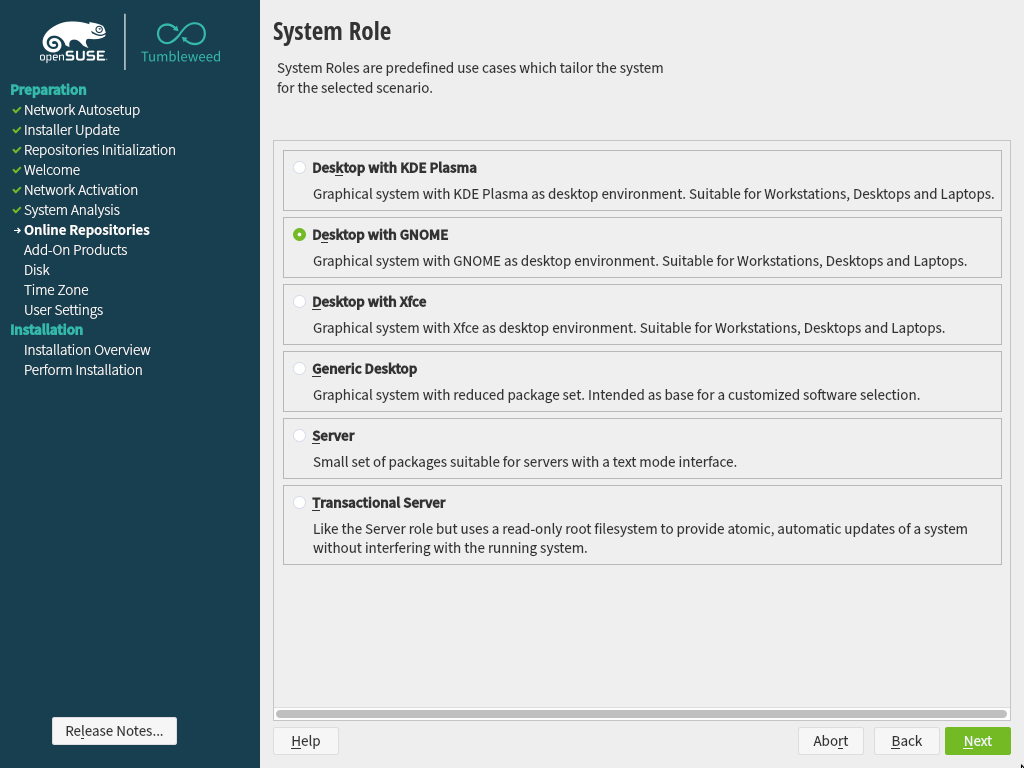 openSUSE
Tumbleweed
Preparation
Network Autosetup
Installer Update
Repositories Initialization
Welcome
Network Activation
System Analysis
Online Repositories
Add-On Products
Disk
Time Zone
User Settings
Installation
Installation Overview
Perform Installation
Release Notes...
System Role
System Roles are predefined use cases which tailor the system
for the selected scenario.
Desktop with KDE Plasma
Graphical system with KDE Plasma as desktop environment. Suitable for Workstations, Desktops and Laptops.
Desktop with GNOME
Graphical system with GNOME as desktop environment. Suitable for Workstations, Desktops and Laptops.
Desktop with Xfce
Graphical system with Xfce as desktop environment. Suitable for Workstations, Desktops and Laptops.
Generic Desktop
Graphical system with reduced package set. Intended as base for a customized software selection.
Server
Small set of packages suitable for servers with a text mode interface.
Transactional Server
Like the Server role but uses a read-only root filesystem to provide atomic, automatic updates of a system
without interfering with the running system.
Help
Abort
Back
Next